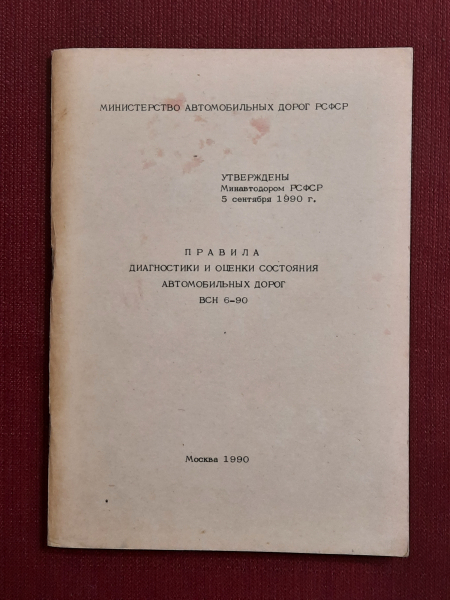 МИНИСТЕРСТВО АВТОМОБИЛЬНЫХ ДОРОГ РСФСР
УТВЕРЖДЕНЫ
Минавтодором РСФСР
5 сентября 1990 г.
ПРАВИЛА
ДИАГНОСТИКИ И ОЦЕНКИ СОСТОЯНИЯ
АВТОМОБИЛЬНЫХ ДОРОГ
ВСН 6-90
Москва 1990